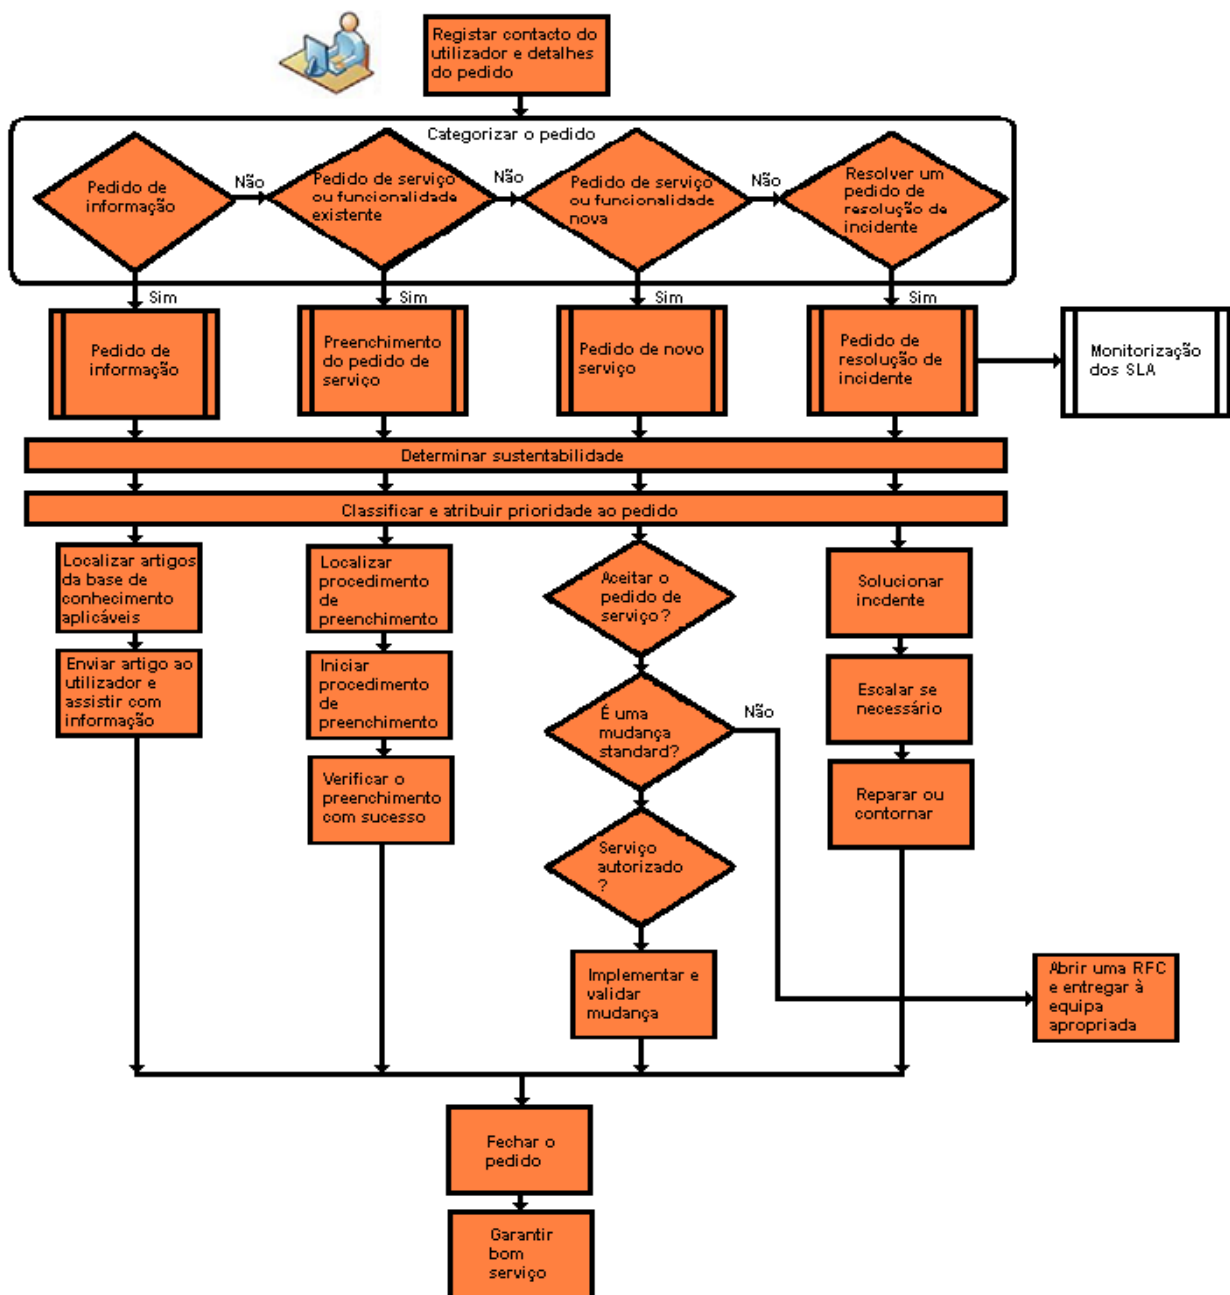 Registar contacto do
utilizador e detalhes
do pedido
Categorizar o pedido
Pedido de
informação
Não
Pedido de serviço
ou funcionalidade
existente
Não
Pedido de serviço
ou funcionalidade
nova
Não
Resolver um
pedido de
resolução de
incidente
Sim
Sim
Sim
Sim
Pedido de
informação
Preenchimento
do pedido de
serviço
Pedido de novo
serviço
Pedido de
resolução de
incidente
Monitorização
dos SLA
Determinar sustentabilidade
Classificar e atribuir prioridade ao pedido
Localizar artigos
da base de
conhecimento
aplicáveis
Localizar
procedimento
de
preenchimento
Aceitar o
pedido de
serviço?
Solucionar
incdente
Enviar artigo ao
utilizador e
assistir com
informação
Iniciar
procedimento
de
preenchimento
É uma
mudança
standard?
Não
Escalar se
necessário
Verificar o
preenchimento
com sucesso
Serviço
autorizado
?
Reparar ou
contornar
Implementar e
validar
mudança
Abrir uma RFC
e entregar à
equipa
apropriada
Fechar o
pedido
Garantir
bom
serviço